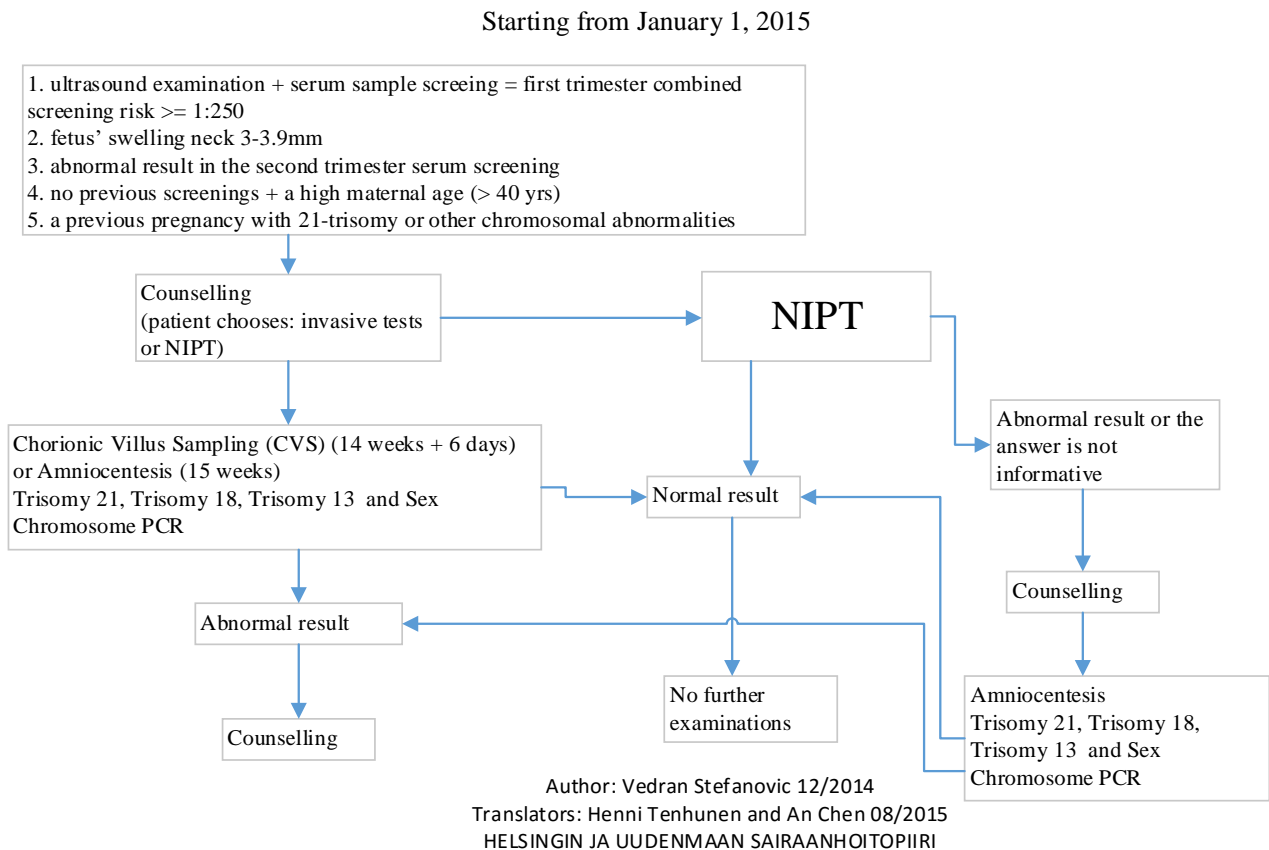 Starting from January 1, 2015
1. ultrasound examination + serum sample screeing = first trimester combined
screening risk >= 1:250
2. fetus’ swelling neck 3-3.9mm
3. abnormal result in the second trimester serum screening
4. no previous screenings + a high maternal age (> 40 yrs)
5. a previous pregnancy with 21-trisomy or other chromosomal abnormalities
Counselling
(patient chooses: invasive tests
or NIPT)
NIPT
Chorionic Villus Sampling (CVS) (14 weeks + 6 days)
or Amniocentesis (15 weeks)
Trisomy 21, Trisomy 18, Trisomy 13 and Sex
Chromosome PCR
Normal result
Abnormal result or the
answer is not
informative
Abnormal result
Counselling
Counselling
No further
examinations
Amniocentesis
Trisomy 21, Trisomy 18,
Trisomy 13 and Sex
Chromosome PCR
Author: Vedran Stefanovic 12/2014
Translators: Henni Tenhunen and An Chen 08/2015
HELSINGIN JA UUDENMAAN SAIRAANHOITOPIIRI